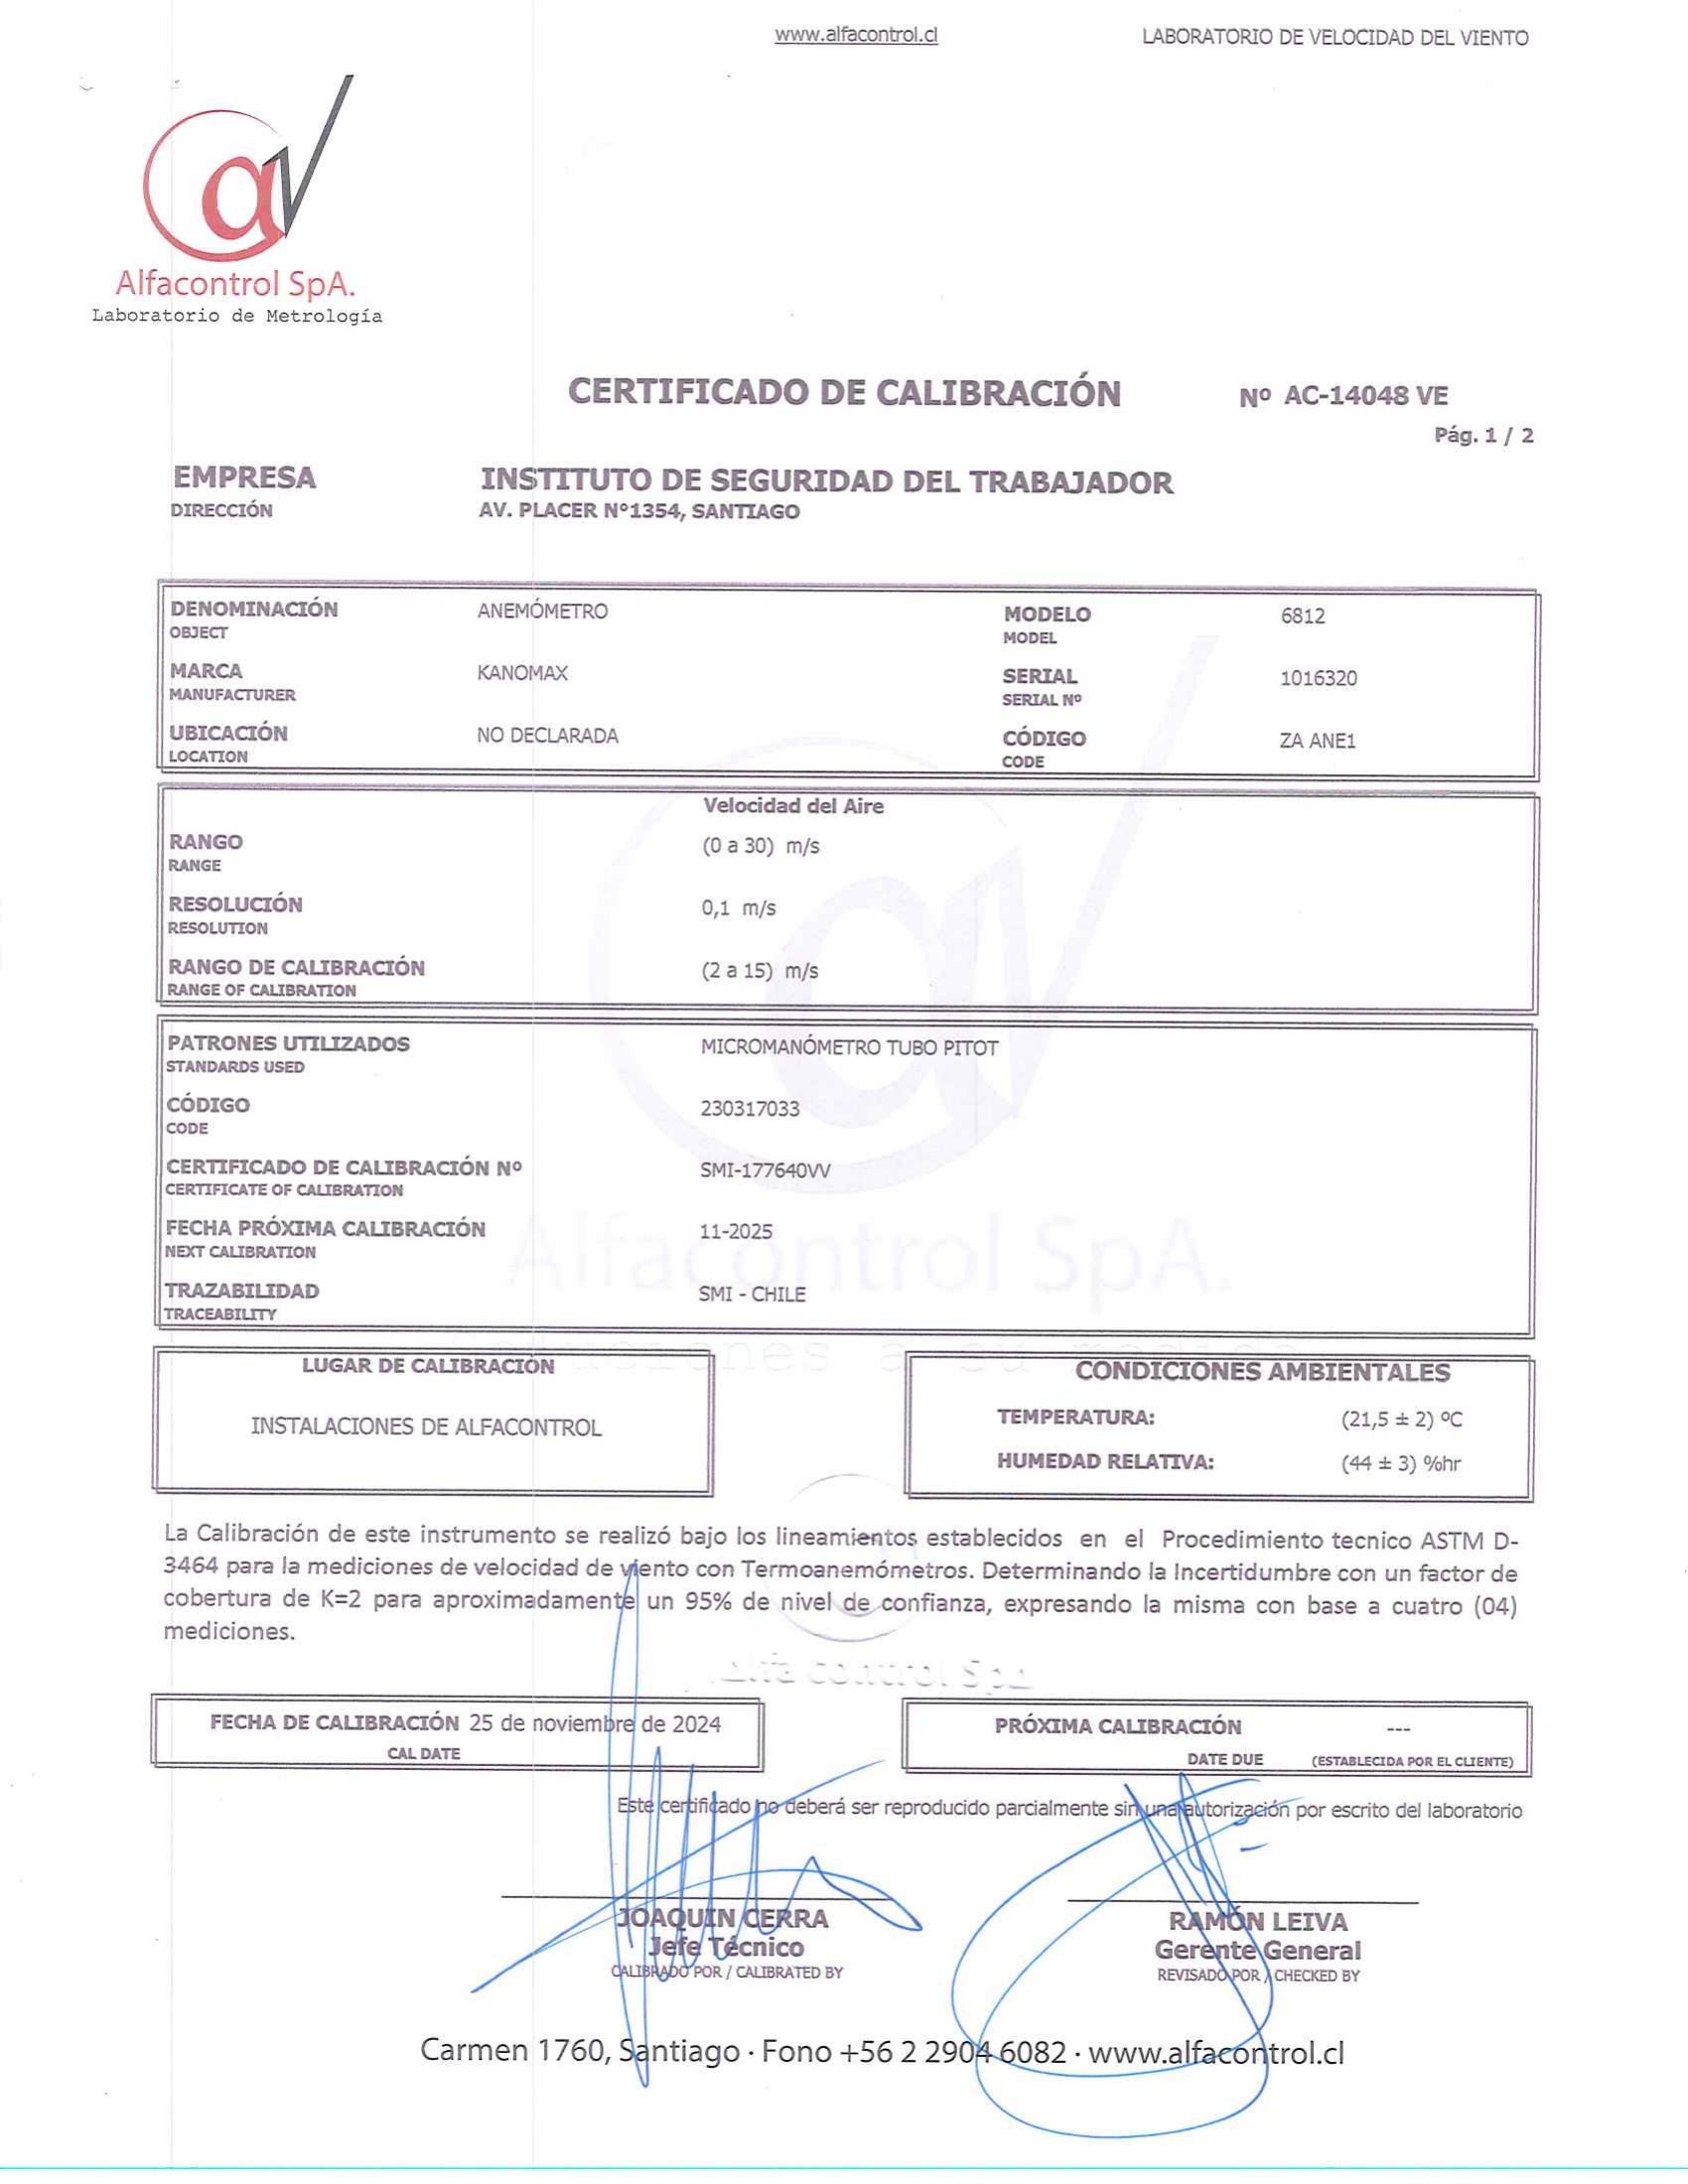 www.alfacontrol.cl LABORATORIO DE VELOCIDAD DEL VIENTO
Alfacontrol SpA.
Laboratorio de Metrología
CERTIFICADO DE CALIBRACIÓN Nº AC-14048 VE
Pág. 1 / 2
EMPRESA INSTITUTO DE SEGURIDAD DEL TRABAJADOR
DIRECCIÓN AV. PLACER N°1354, SANTIAGO
DENOMINACIÓN ANEMÓMETRO MODELO 6812
OBJECT MODEL
MARCA KANOMAX SERIAL 1016320
MANUFACTURER SERIAL Nº
UBICACIÓN NO DECLARADA CÓDIGO ZA ANE1
LOCATION CODE
Velocidad del Aire
RANGO (0 a 30) m/s
RANGE
RESOLUCIÓN 0,1 m/s
RESOLUTION
RANGO DE CALIBRACIÓN (2 a 15) m/s
RANGE OF CALIBRATION
PATRONES UTILIZADOS MICROMANÓMETRO TUBO PITOT
STANDARDS USED
CÓDIGO 230317033
CODE
CERTIFICADO DE CALIBRACIÓN Nº SMI-177640VV
CERTIFICATE OF CALIBRATION
FECHA PRÓXIMA CALIBRACIÓN 11-2025
NEXT CALIBRATION
Alfacontrol SpA.
TRAZABILIDAD SMI - CHILE
TRACEABILITY
LUGAR DE CALIBRACIÓN CONDICIONES AMBIENTALES
INSTALACIONES DE ALFACONTROL TEMPERATURA: (21,5 ± 2) ºC
HUMEDAD RELATIVA: (44 ± 3) %hr
La Calibración de este instrumento se realizó bajo los lineamientos establecidos en el Procedimiento tecnico ASTM D-
3464 para la mediciones de velocidad de viento con Termoanemómetros. Determinando la Incertidumbre con un factor de
cobertura de K=2 para aproximadamente un 95% de nivel de confianza, expresando la misma con base a cuatro (04)
mediciones.
Alfa control SpA
FECHA DE CALIBRACIÓN 25 de noviembre de 2024 PRÓXIMA CALIBRACIÓN ---
CAL DATE DATE DUE (ESTABLECIDA POR EL CLIENTE)
Este certificado no deberá ser reproducido parcialmente sin una autorización por escrito del laboratorio
JOAQUIN CERRA RAMÓN LEIVA
Jefe Técnico Gerente General
CALIBRADO POR / CALIBRATED BY REVISADO POR / CHECKED BY
Carmen 1760, Santiago · Fono +56 2 2904 6082 · www.alfacontrol.cl